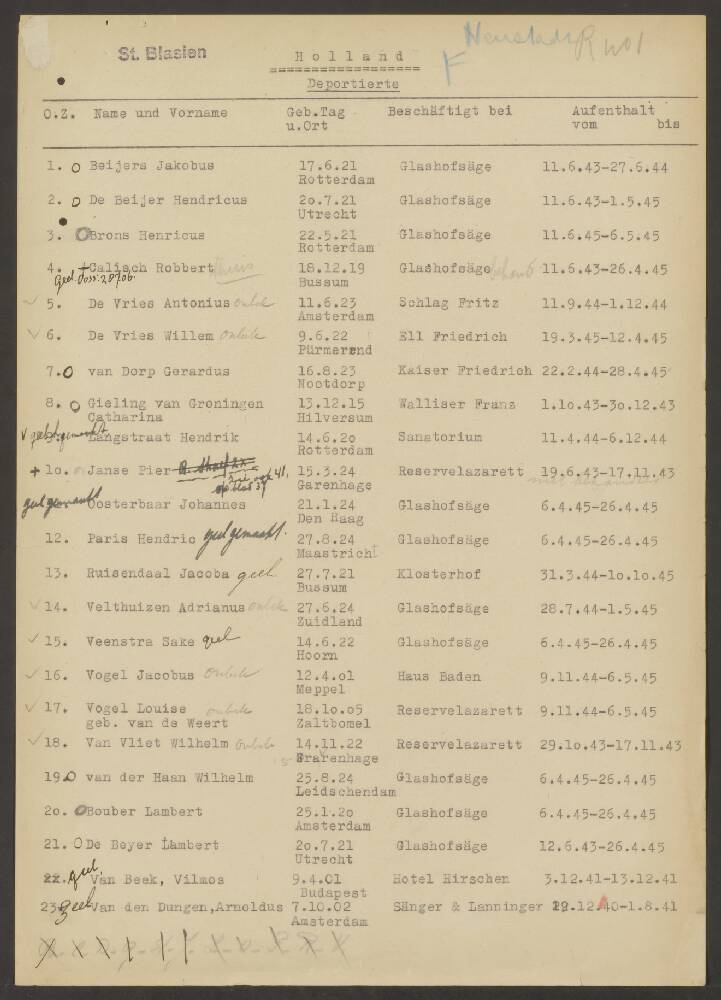 St. Blasien
Holland
Neustadt R
F
Deportierte
O.Z. Name und Vorname Geb.Tag Beschäftigt bei Aufenthalt
u.Ort vom bis
1. O Beijers Jakobus 17.6.21 Glashofsäge 11.6.43-27.6.44
Rotterdam
2. O De Beijer Hendricus 2o.7.21 Glashofsäge 11.6.43-1.5.45
Utrecht
3. O Brons Henricus 22.5.21 Glashofsäge 11.6.45-6.5.45
Rotterdam
4. + Calisch Robbert 18.12.19 Glashofsäge 11.6.43-26.4.45
Bussum
5. De Vries Antonius onbek 11.6.23 Schlag Fritz 11.9.44-1.12.44
Amsterdam
6. De Vries Willem onbek 9.6.22 Ell Friedrich 19.3.45-12.4.45
Pürmerend
7. O van Dorp Gerardus 16.8.23 Kaiser Friedrich 22.2.44-28.4.45
Nootdorp
8. O Gieling van Groningen 13.12.15 Walliser Franz 1.1o.43-3o.12.43
Catharina Hilversum
Langstraat Hendrik 14.6.2o Sanatorium 11.4.44-6.12.44
Rotterdam
+ 1o. Janse Pier 15.3.24 Reservelazarett 19.6.43-17.11.43
Garenhage
Oosterbaar Johannes 21.1.24 Glashofsäge 6.4.45-26.4.45
Den Haag
12. Paris Hendric geel gemaakt. 27.8.24 Glashofsäge 6.4.45-26.4.45
Maastricht
13. Ruisendaal Jacoba geel 27.7.21 Klosterhof 31.3.44-1o.1o.45
Bussum
14. Velthuizen Adrianus onbek 27.6.24 Glashofsäge 28.7.44-1.5.45
Zuidland
15. Veenstra Sake geel 14.6.22 Glashofsäge 6.4.45-26.4.45
Hoorn
16. Vogel Jacobus onbek 12.4.o1 Haus Baden 9.11.44-6.5.45
Meppel
17. Vogel Louise onbek 18.1o.o5 Reservelazarett 9.11.44-6.5.45
geb. van de Weert Zaltbomel
18. Van Vliet Wilhelm onbek 14.11.22 Reservelazarett 29.1o.43-17.11.43
Gravenhage
19. O van der Haan Wilhelm 25.8.24 Glashofsäge 6.4.45-26.4.45
Leidschendam
2o. O Bouber Lambert 25.1.2o Glashofsäge 6.4.45-26.4.45
Amsterdam
21. O De Beyer Lambert 2o.7.21 Glashofsäge 12.6.43-26.4.45
Utrecht
22. geel. Van Beek, Vilmos 9.4.01 Hotel Hirschen 3.12.41-13.12.41
Budapest
23. geel Van den Dungen, Arnoldus 7.10.02 Sänger & Lanninger 19.12.40-1.8.41
Amsterdam